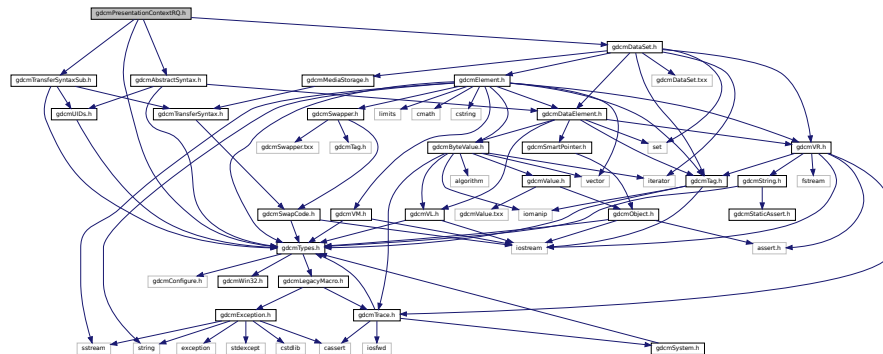 gdcmPresentationContextRQ.h
gdcmDataSet.h
gdcmTransferSyntaxSub.h
gdcmAbstractSyntax.h
gdcmMediaStorage.h
gdcmElement.h
gdcmDataSet.txx
gdcmUIDs.h
gdcmTransferSyntax.h
gdcmSwapper.h
limits
cmath
cstring
gdcmDataElement.h
gdcmSwapper.txx
gdcmTag.h
gdcmByteValue.h
gdcmSmartPointer.h
set
gdcmVR.h
algorithm
gdcmValue.h
vector
iterator
gdcmTag.h
gdcmString.h
fstream
gdcmSwapCode.h
gdcmVM.h
gdcmVL.h
gdcmValue.txx
iomanip
gdcmObject.h
gdcmStaticAssert.h
gdcmTypes.h
iostream
assert.h
gdcmConfigure.h
gdcmWin32.h
gdcmLegacyMacro.h
gdcmException.h
gdcmTrace.h
sstream
string
exception
stdexcept
cstdlib
cassert
iosfwd
gdcmSystem.h